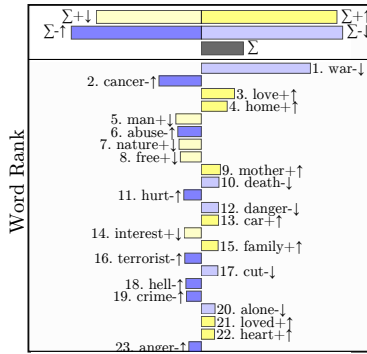 Σ+↓ Σ+↑
Σ-↑ Σ-↓
Σ
Word Rank
1. war-↓
2. cancer-↑
3. love+↑
4. home+↑
5. man+↓
6. abuse-↑
7. nature+↓
8. free+↓
9. mother+↑
10. death-↓
11. hurt-↑
12. danger-↓
13. car+↑
14. interest+↓
15. family+↑
16. terrorist-↑
17. cut-↓
18. hell-↑
19. crime-↑
20. alone-↓
21. loved+↑
22. heart+↑
23. anger-↑